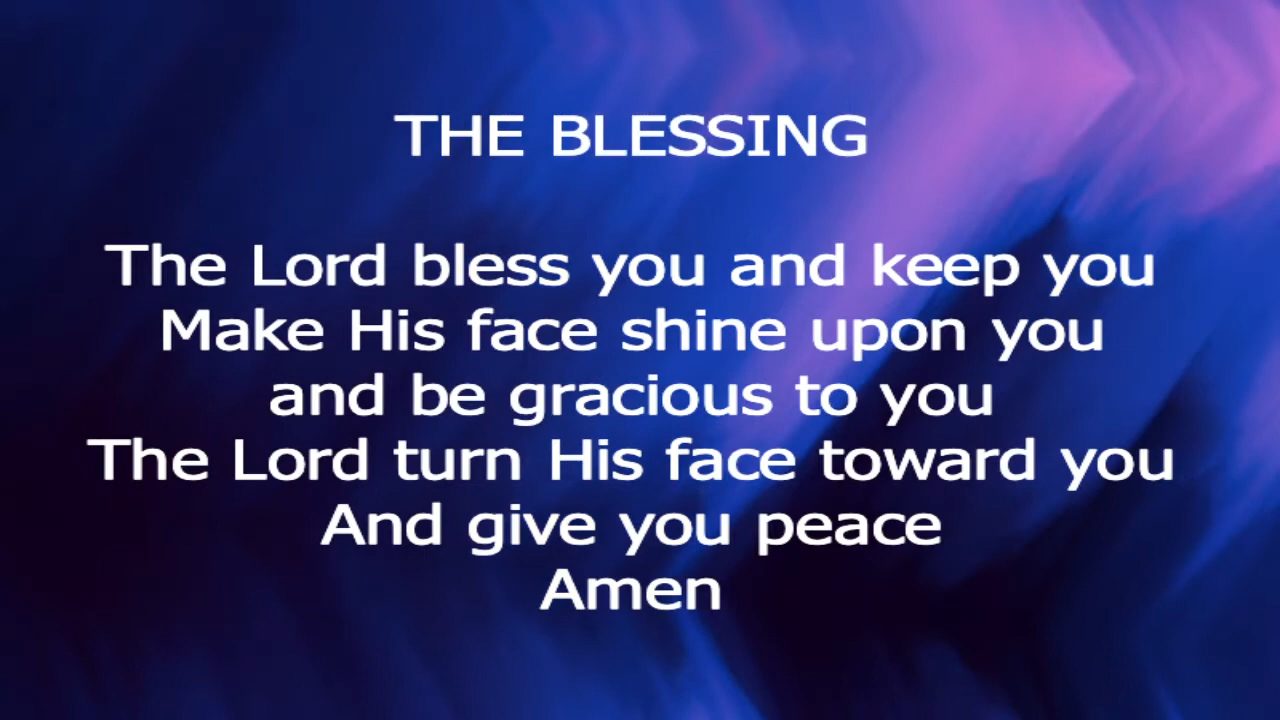 THE BLESSING
The Lord bless you and keep you
Make His face shine upon you
and be gracious to you
The Lord turn His face toward you
And give you peace
Amen